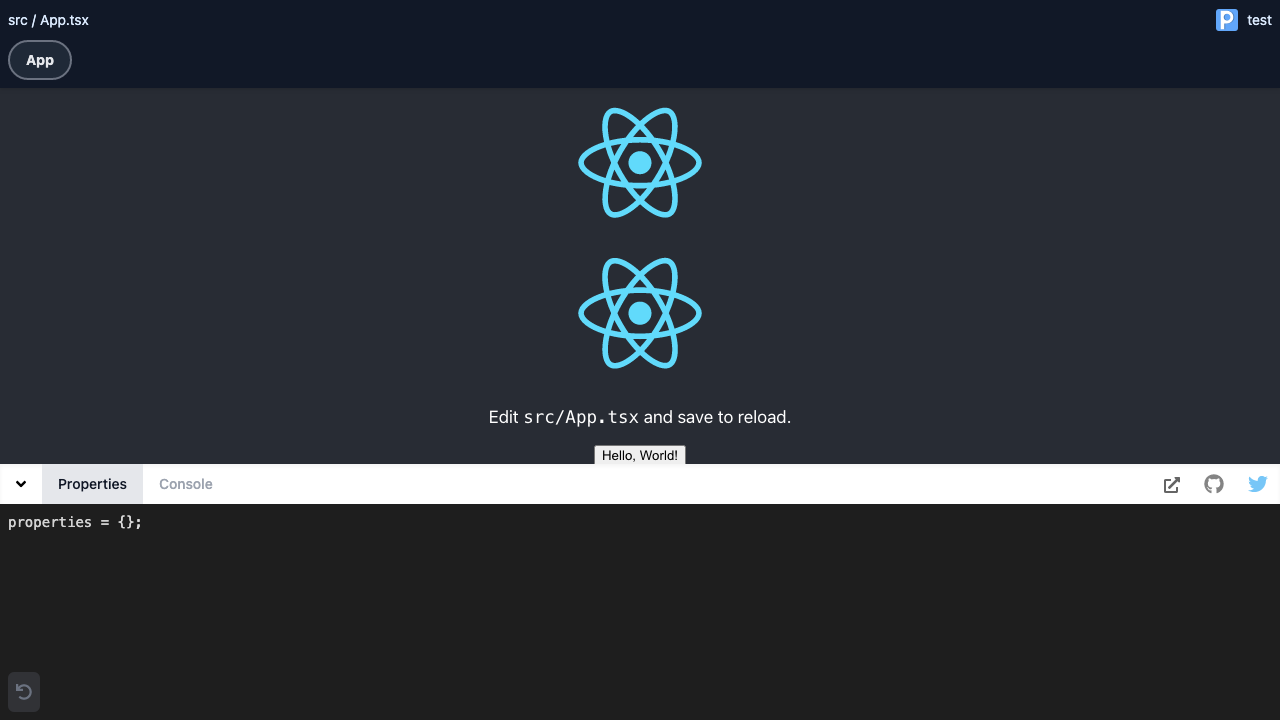 src / App.tsx
P test
App
Edit src/App.tsx and save to reload.
Hello, World!
Properties Console
properties = {};